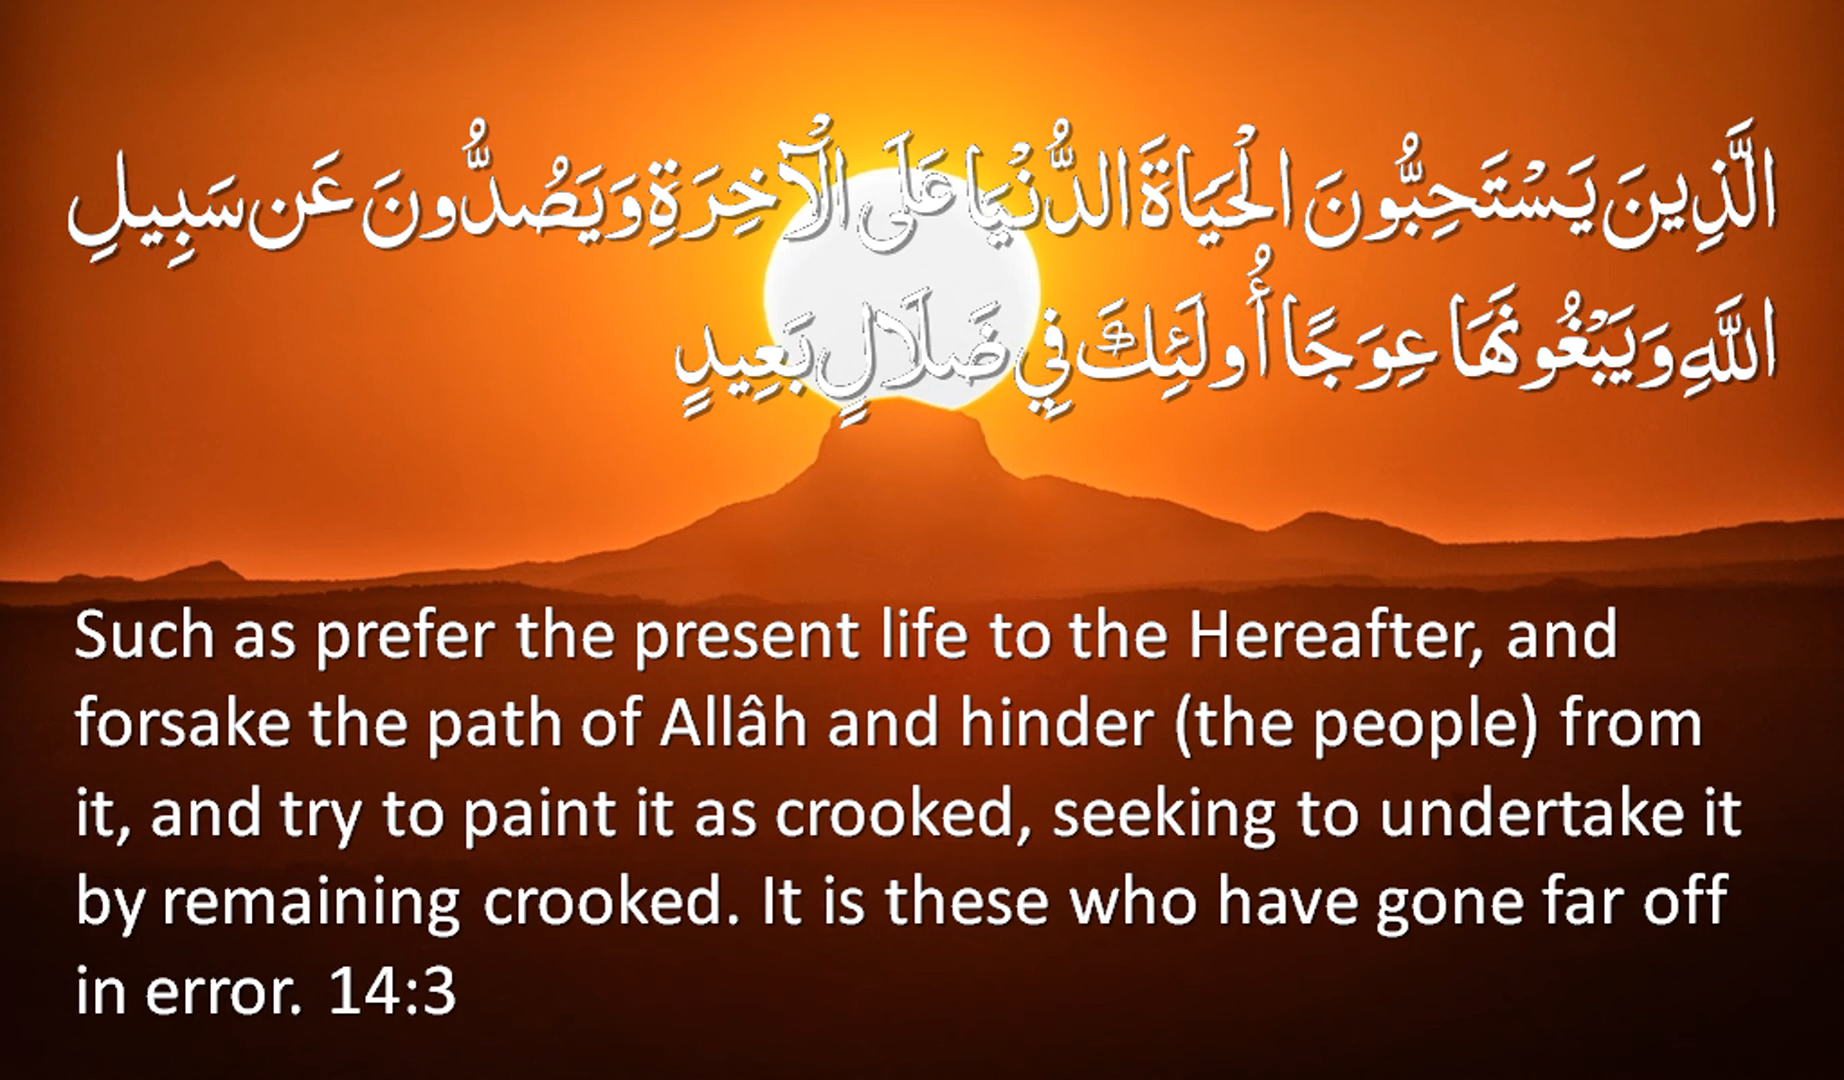 الَّذِينَ يَسْتَحِبُّونَ الْحَيَاةَ الدُّنْيَا عَلَى الْآخِرَةِ وَيَصُدُّونَ عَن سَبِيلِ
اللَّهِ وَيَبْغُونَهَا عِوَجًا أُولَئِكَ فِي ضَلَالٍ بَعِيدٍ
Such as prefer the present life to the Hereafter, and
forsake the path of Allâh and hinder (the people) from
it, and try to paint it as crooked, seeking to undertake it
by remaining crooked. It is these who have gone far off
in error. 14:3